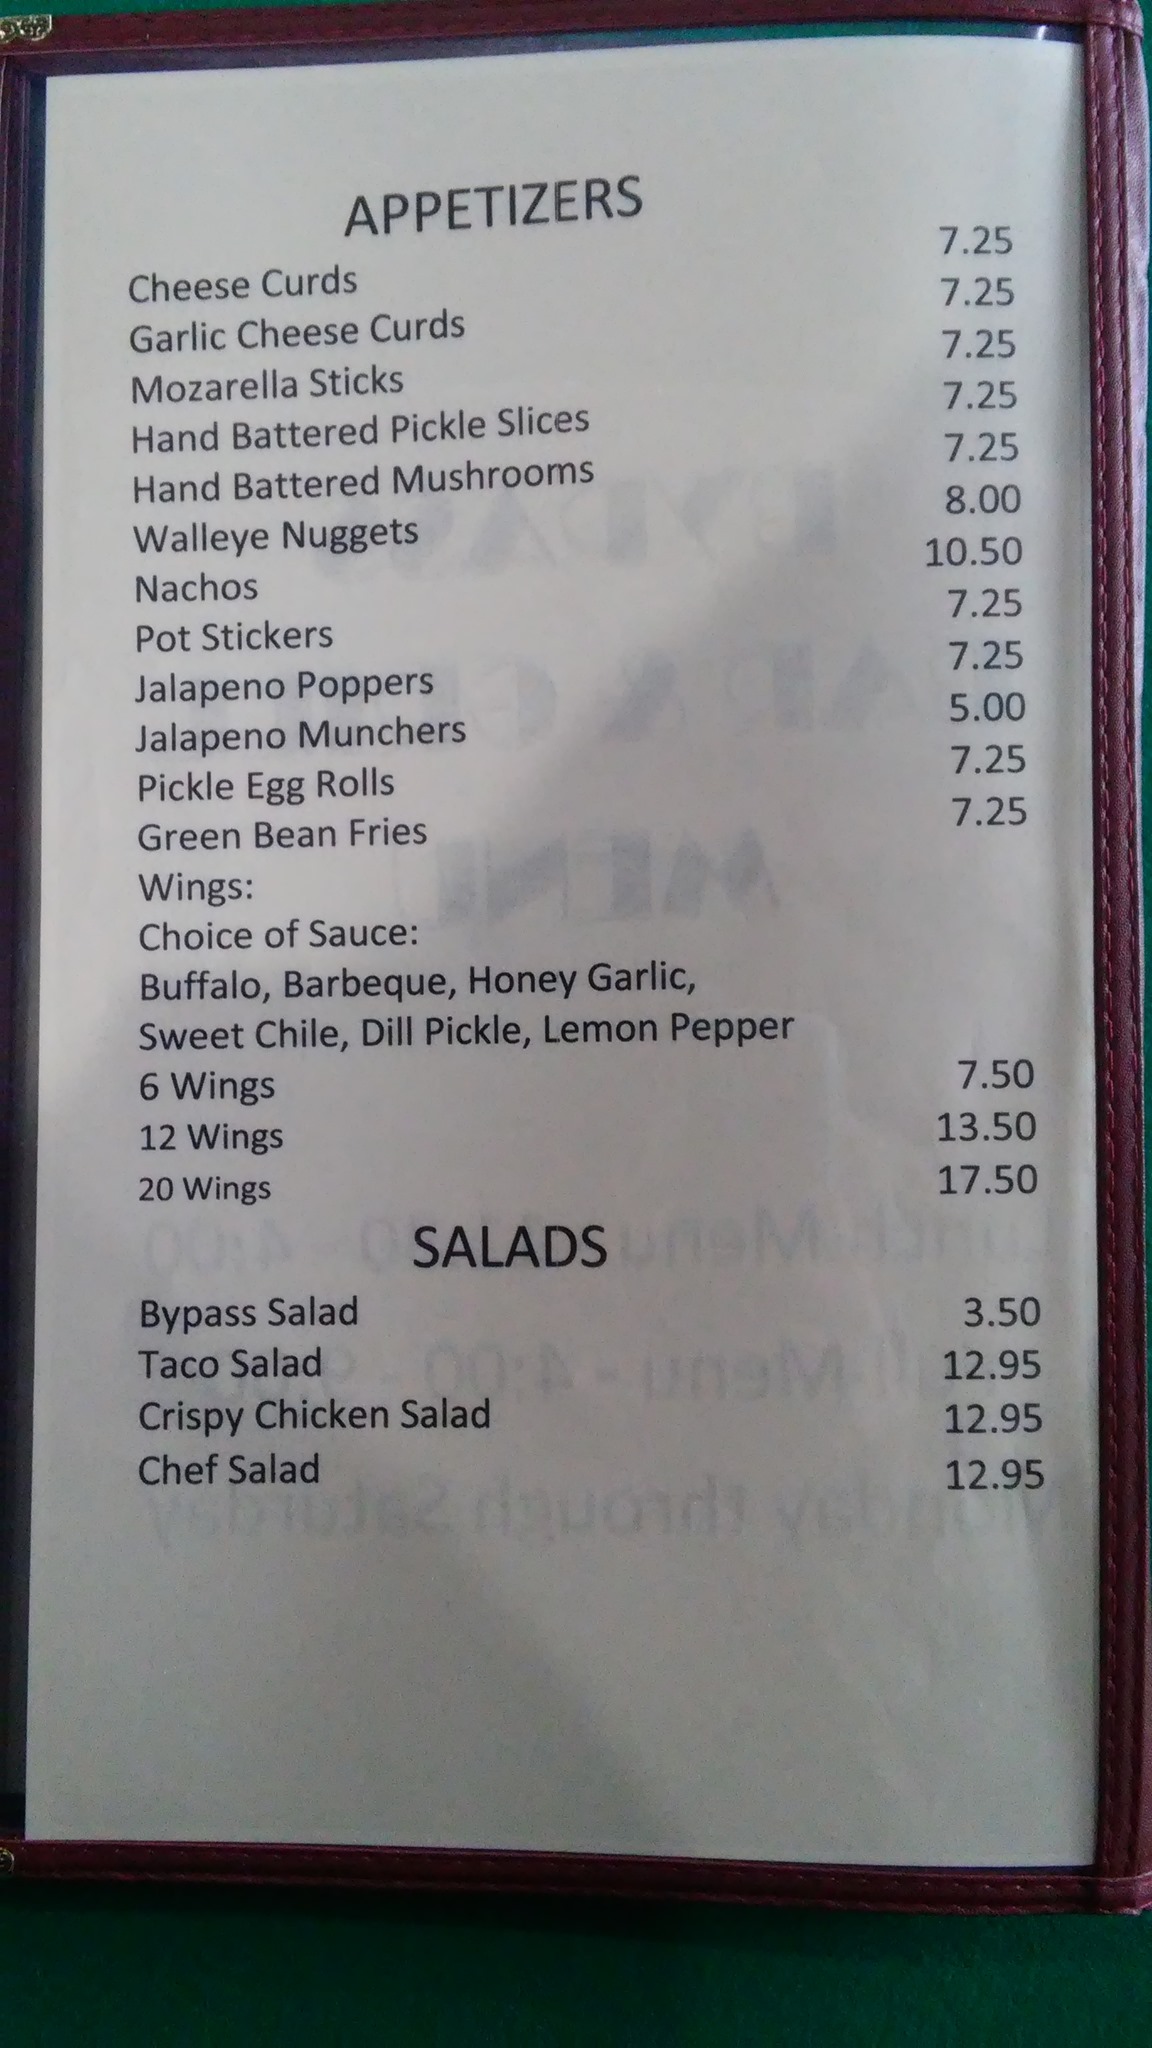 APPETIZERS
Cheese Curds 7.25
Garlic Cheese Curds 7.25
Mozarella Sticks 7.25
Hand Battered Pickle Slices 7.25
Hand Battered Mushrooms 7.25
Walleye Nuggets 8.00
Nachos 10.50
Pot Stickers 7.25
Jalapeno Poppers 7.25
Jalapeno Munchers 5.00
Pickle Egg Rolls 7.25
Green Bean Fries 7.25
Wings:
Choice of Sauce:
Buffalo, Barbeque, Honey Garlic,
Sweet Chile, Dill Pickle, Lemon Pepper
6 Wings 7.50
12 Wings 13.50
20 Wings 17.50
SALADS
Bypass Salad 3.50
Taco Salad 12.95
Crispy Chicken Salad 12.95
Chef Salad 12.95